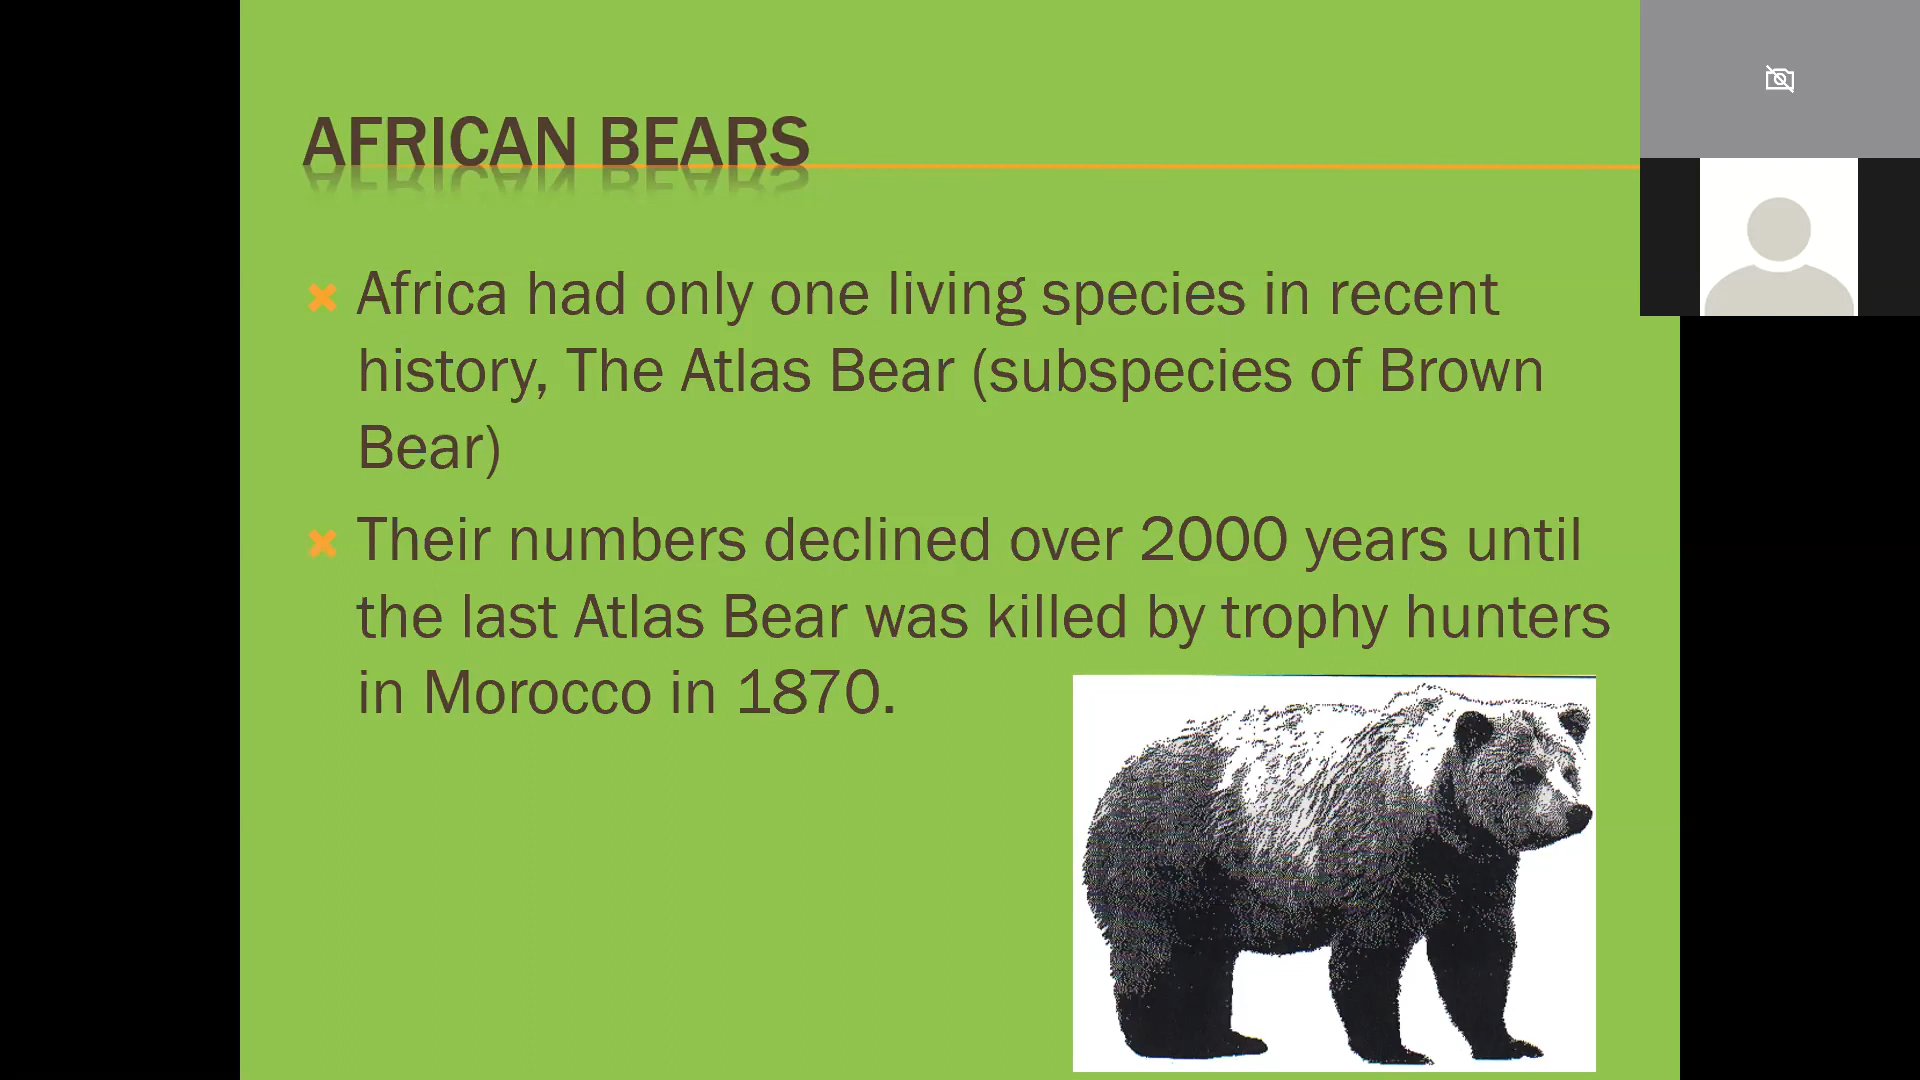 AFRICAN BEARS
Africa had only one living species in recent
history, The Atlas Bear (subspecies of Brown
Bear)
Their numbers declined over 2000 years until
the last Atlas Bear was killed by trophy hunters
in Morocco in 1870.